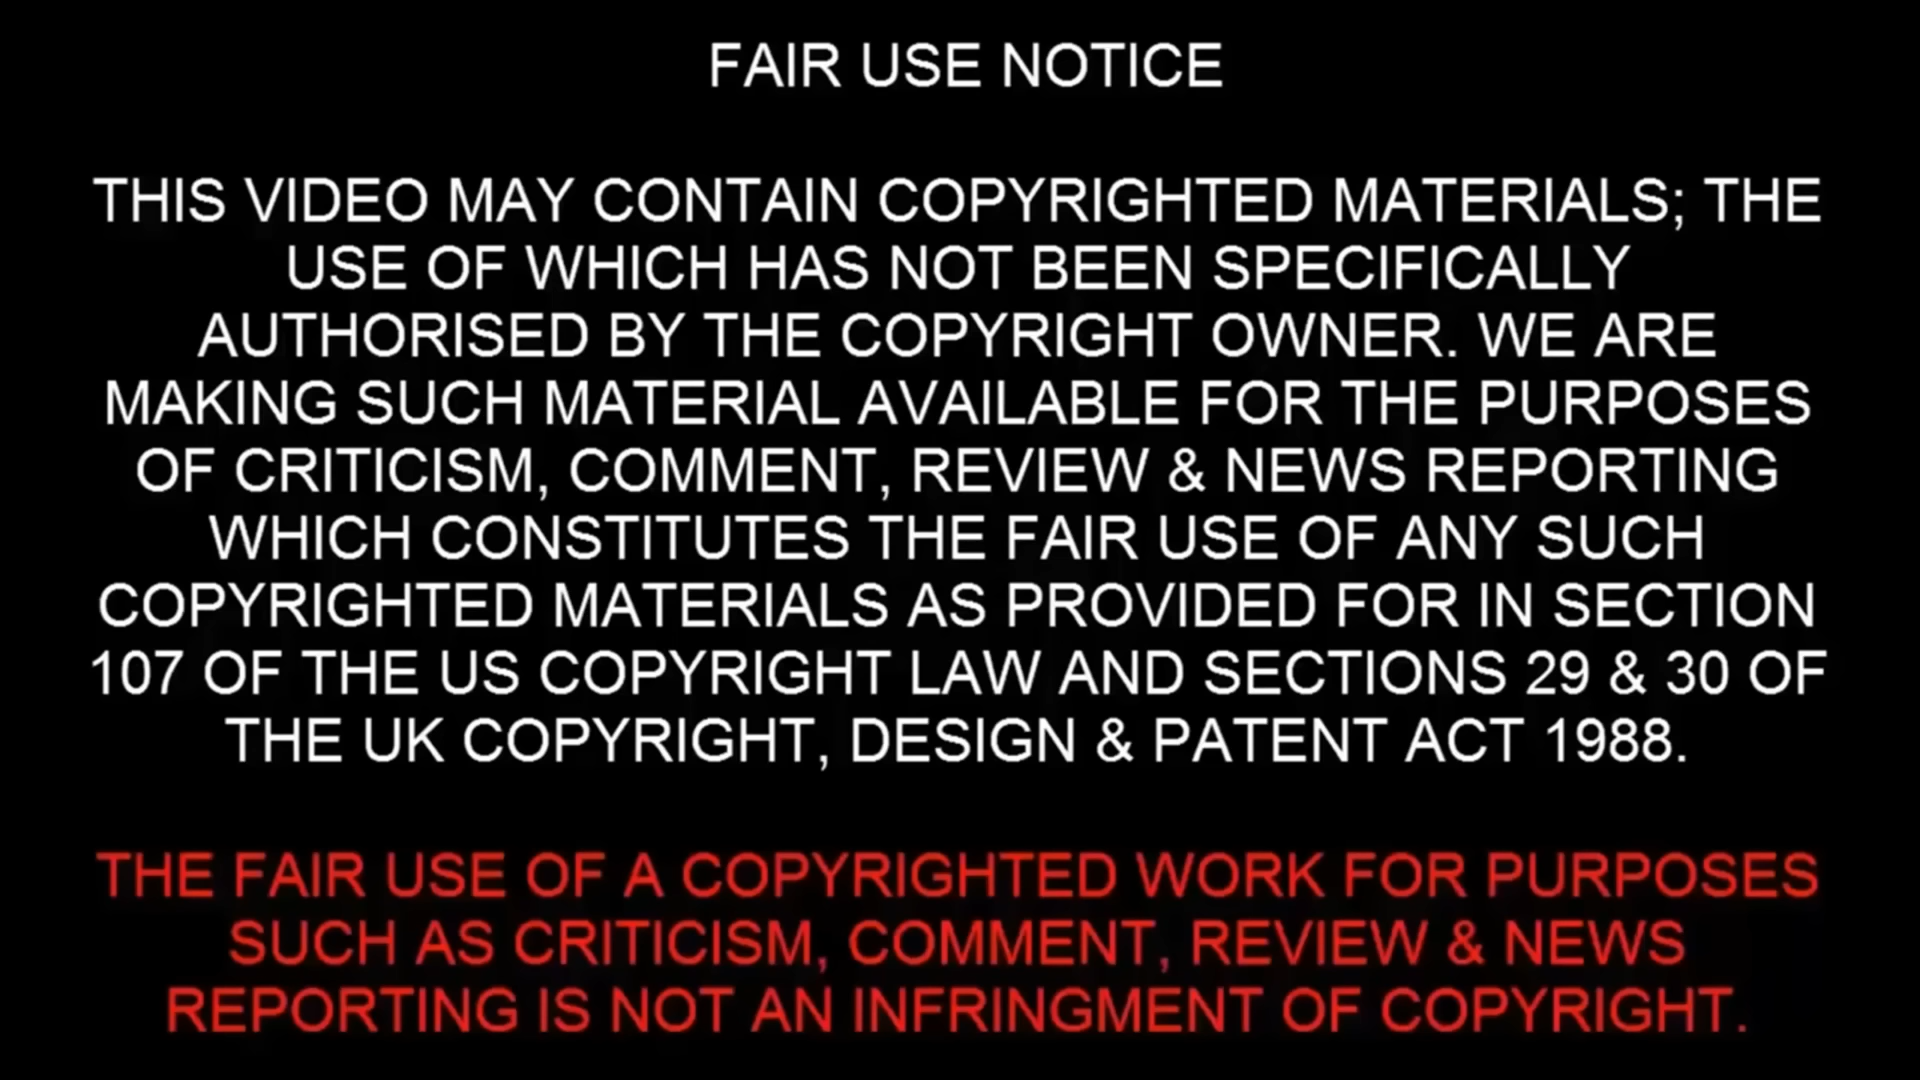 FAIR USE NOTICE
THIS VIDEO MAY CONTAIN COPYRIGHTED MATERIALS; THE
USE OF WHICH HAS NOT BEEN SPECIFICALLY
AUTHORISED BY THE COPYRIGHT OWNER. WE ARE
MAKING SUCH MATERIAL AVAILABLE FOR THE PURPOSES
OF CRITICISM, COMMENT, REVIEW & NEWS REPORTING
WHICH CONSTITUTES THE FAIR USE OF ANY SUCH
COPYRIGHTED MATERIALS AS PROVIDED FOR IN SECTION
107 OF THE US COPYRIGHT LAW AND SECTIONS 29 & 30 OF
THE UK COPYRIGHT, DESIGN & PATENT ACT 1988.
THE FAIR USE OF A COPYRIGHTED WORK FOR PURPOSES
SUCH AS CRITICISM, COMMENT, REVIEW & NEWS
REPORTING IS NOT AN INFRINGMENT OF COPYRIGHT.